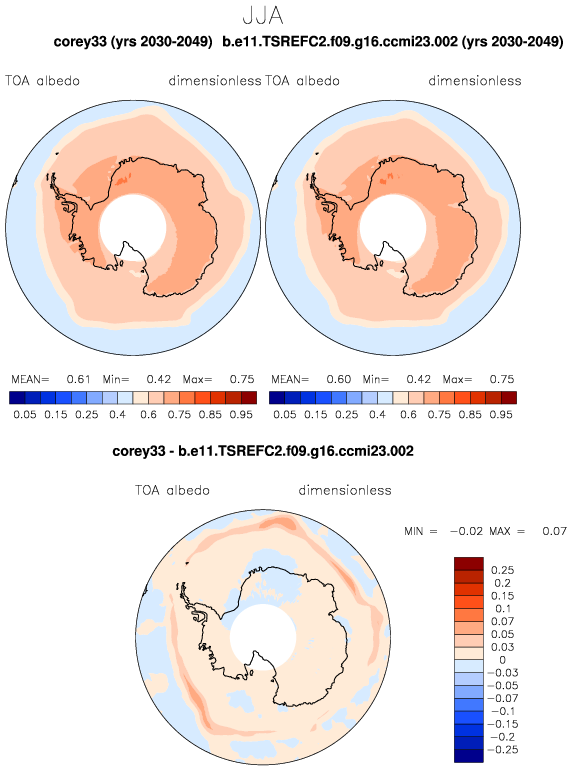 JJA
corey33 (yrs 2030-2049) b.e11.TSREFC2.f09.g16.ccmi23.002 (yrs 2030-2049)
TOA albedo dimensionless TOA albedo dimensionless
MEAN= 0.61 Min= 0.42 Max= 0.75 MEAN= 0.60 Min= 0.42 Max= 0.75
0.05 0.15 0.25 0.4 0.6 0.75 0.85 0.95 0.05 0.15 0.25 0.4 0.6 0.75 0.85 0.95
corey33 - b.e11.TSREFC2.f09.g16.ccmi23.002
TOA albedo dimensionless
MIN = -0.02 MAX = 0.07
0.25
0.2
0.15
0.1
0.07
0.05
0.03
0
-0.03
-0.05
-0.07
-0.1
-0.15
-0.2
-0.25